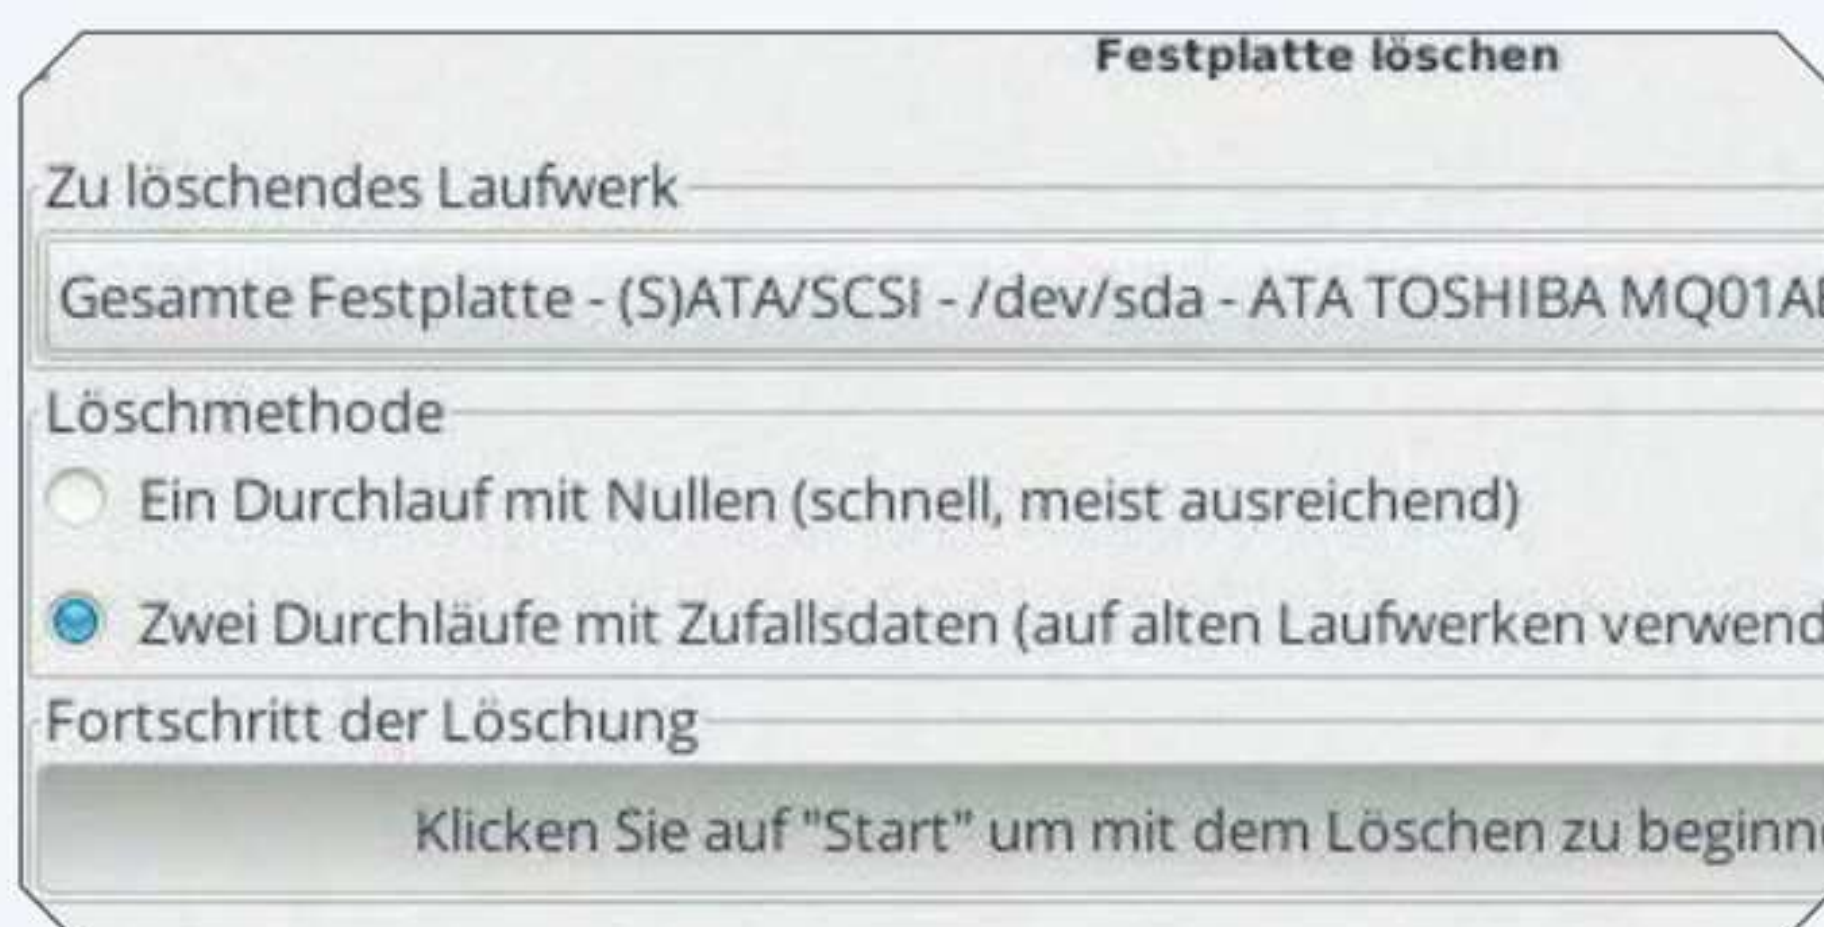 Festplatte löschen
Zu löschendes Laufwerk
Gesamte Festplatte - (S)ATA/SCSI - /dev/sda - ATA TOSHIBA
Löschmethode
Ein Durchlauf mit Nullen (schnell, meist ausreichend)
Zwei Durchläufe mit Zufallsdaten (auf alten Laufwerken
Fortschritt der Löschung
Klicken Sie auf "Start" um mit dem Löschen zu